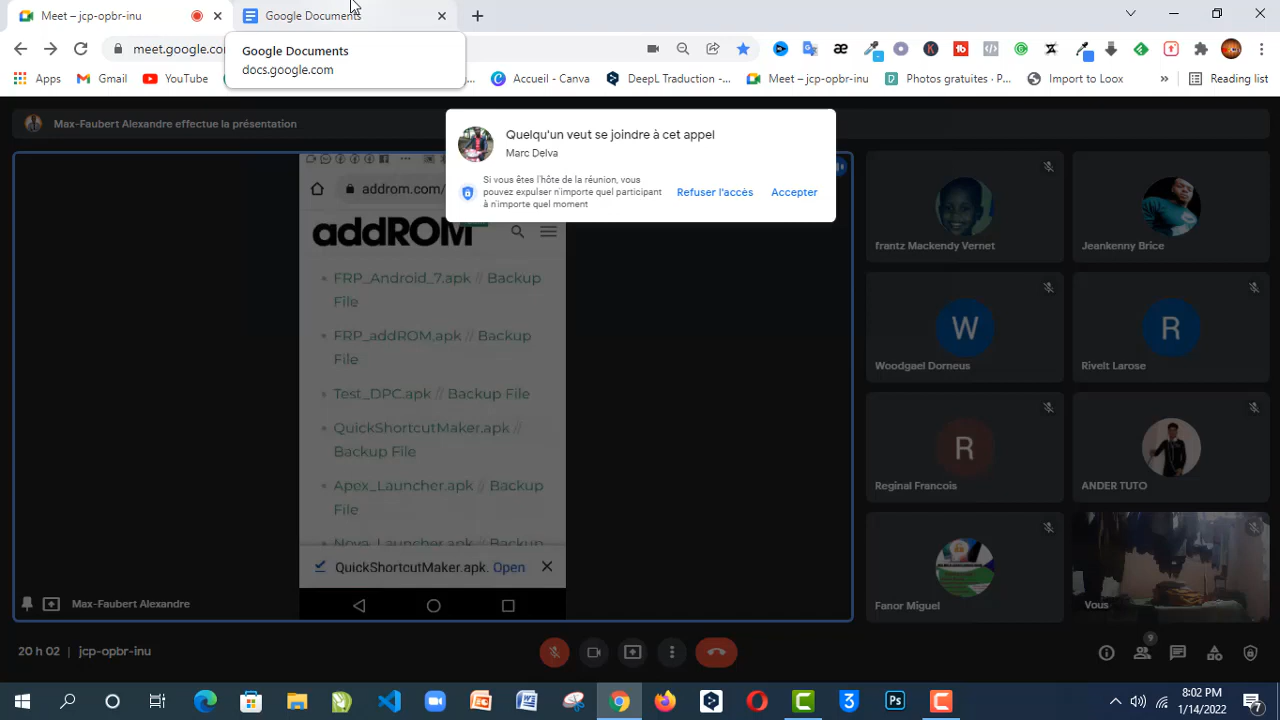 Meet – jcp-opbr-inu
Google Documents
meet.google.co
Google Documents
docs.google.com
Apps
Gmail
YouTube
Accueil - Canva
DeepL Traduction -...
Meet – jcp-opbr-inu
Photos gratuites - P...
Import to Loox
»
Reading list
Max-Faubert Alexandre effectue la présentation
Quelqu'un veut se joindre à cet appel
Marc Delva
Si vous êtes l'hôte de la réunion, vous
pouvez expulser n'importe quel participant
à n'importe quel moment
Refuser l'accès
Accepter
addrom.com/
addROM
FRP_Android_7.apk // Backup
File
FRP_addROM.apk // Backup
File
Test_DPC.apk // Backup File
QuickShortcutMaker.apk //
Backup File
Apex_Launcher.apk // Backup
File
Nova_Launcher.apk // Backup
QuickShortcutMaker.apk. Open
Max-Faubert Alexandre
frantz Mackendy Vernet
Jeankenny Brice
W
Woodgael Dorneus
R
Rivelt Larose
R
Reginal Francois
ANDER TUTO
Fanor Miguel
Vous
20 h 02 | jcp-opbr-inu
9
:02 PM
1/14/2022
7